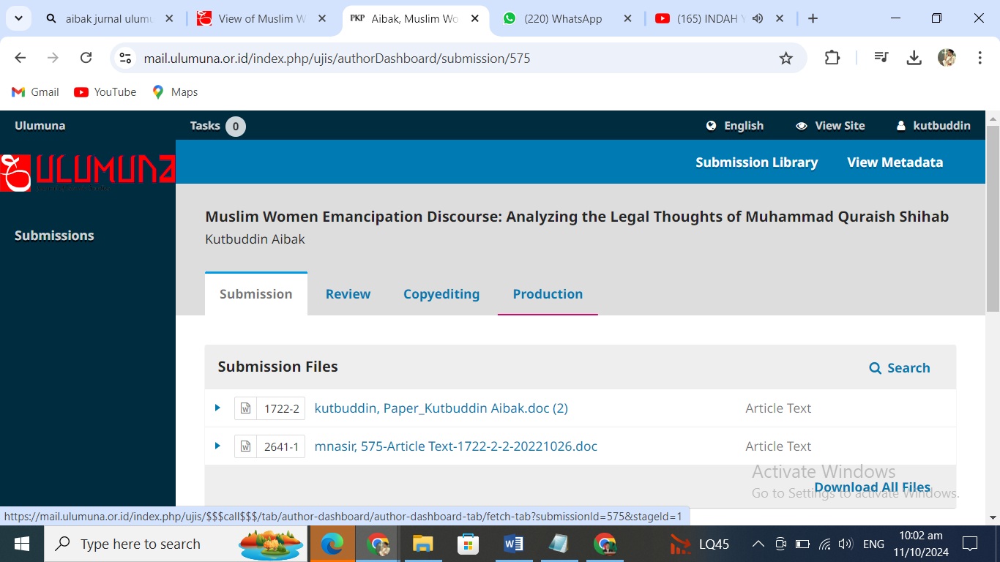 aibak jurnal ulumu
View of Muslim W
PKP Aibak, Muslim Wo
(220) WhatsApp
(165) INDAH Y
mail.ulumuna.or.id/index.php/ujis/authorDashboard/submission/575
Gmail YouTube Maps
Ulumuna Tasks 0 English View Site kutbuddin
ULUMUNA
Submission Library View Metadata
Muslim Women Emancipation Discourse: Analyzing the Legal Thoughts of Muhammad Quraish Shihab
Submissions
Kutbuddin Aibak
Submission Review Copyediting Production
Submission Files Search
1722-2 kutbuddin, Paper_Kutbuddin Aibak.doc (2) Article Text
2641-1 mnasir, 575-Article Text-1722-2-2-20221026.doc Article Text
Activate Windows
Download All Files
Go to Settings to activate Windows.
https://mail.ulumuna.or.id/index.php/ujis/$$$call$$$/tab/author-dashboard/author-dashboard-tab/fetch-tab?submissionId=575&stageId=1
Type here to search LQ45 ENG 10:02 am
11/10/2024